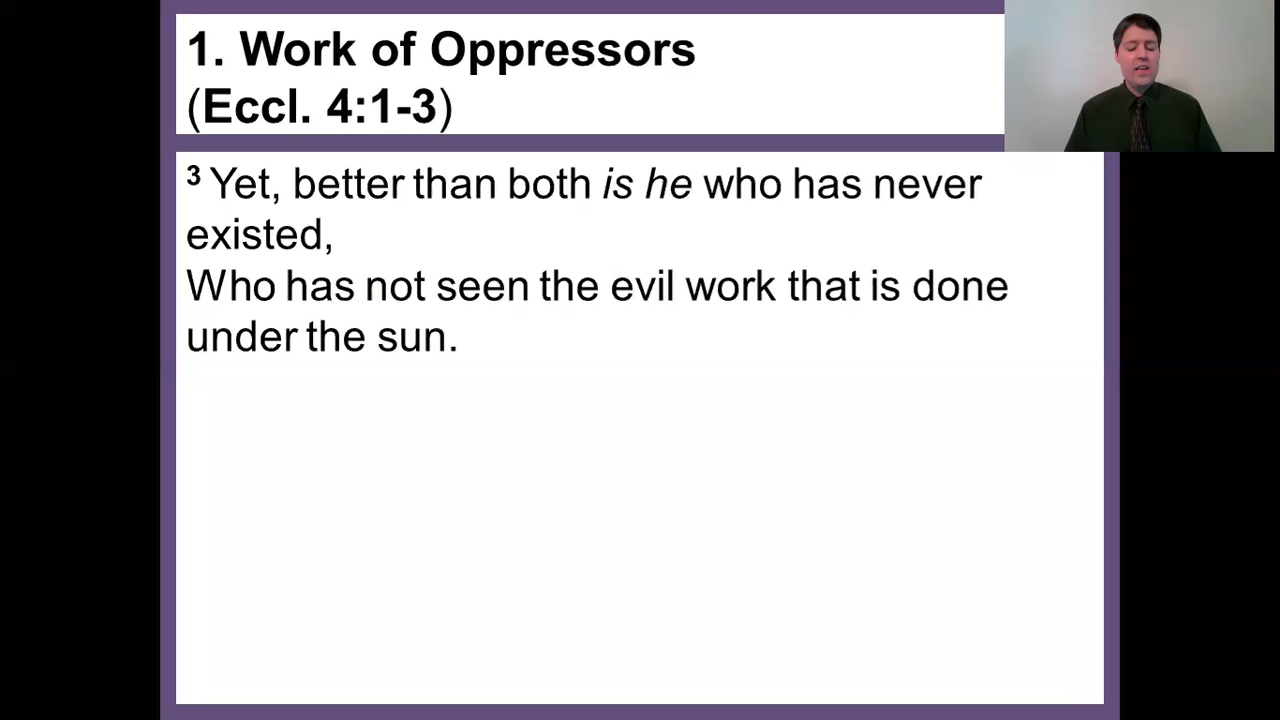 1. Work of Oppressors
(Eccl. 4:1-3)
3 Yet, better than both is he who has never
existed,
Who has not seen the evil work that is done
under the sun.